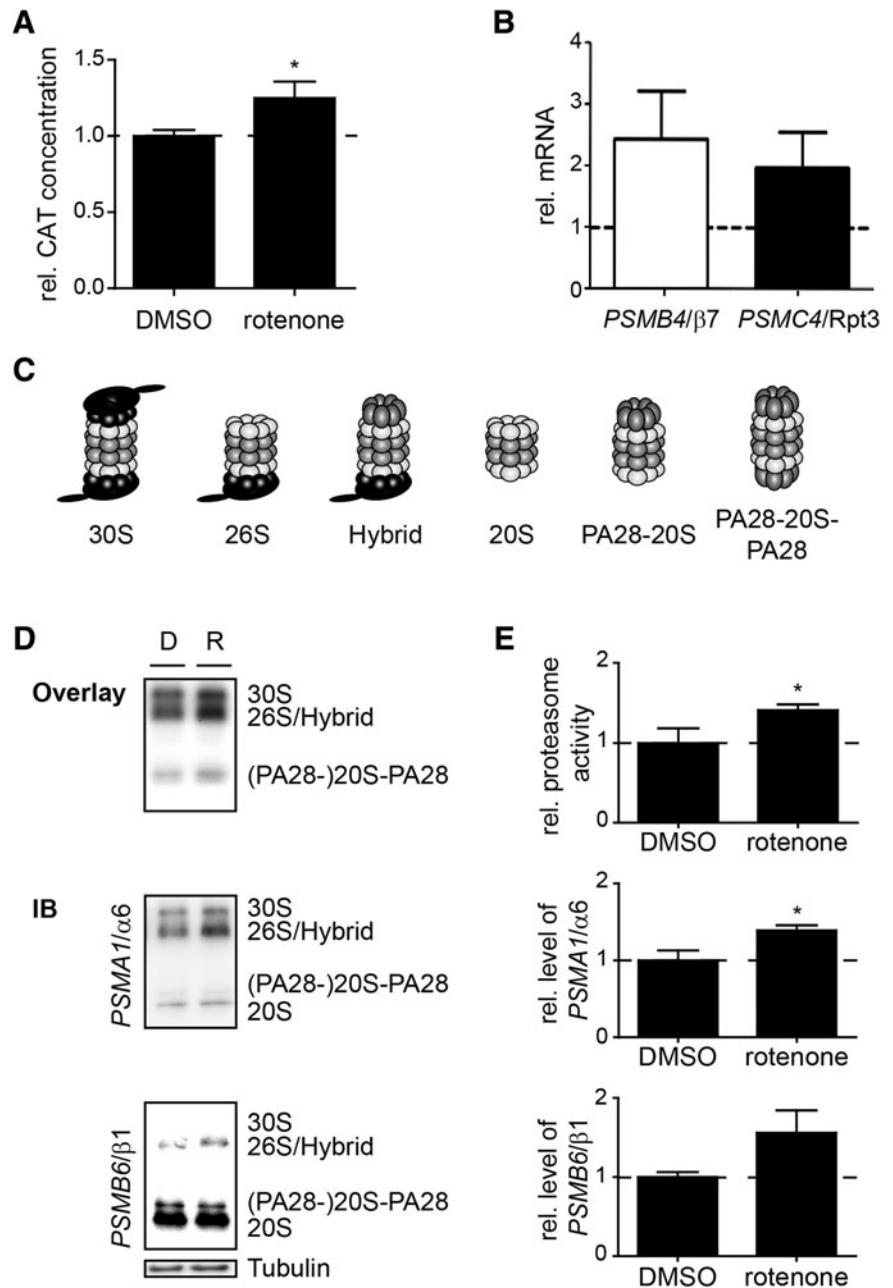 A
rel. CAT concentration
1.5
1.0
0.5
0.0
*
DMSO
rotenone
B
rel. mRNA
4
3
2
1
0
PSMB4/β7
PSMC4/Rpt3
C
30S
26S
Hybrid
20S
PA28-20S
PA28-20S-
PA28
D
D R
Overlay
30S
26S/Hybrid
(PA28-)20S-PA28
IB
PSMA1/α6
30S
26S/Hybrid
(PA28-)20S-PA28
20S
PSMB6/β1
30S
26S/Hybrid
(PA28-)20S-PA28
20S
Tubulin
E
rel. proteasome
activity
2
1
0
*
DMSO
rotenone
rel. level of
PSMA1/α6
2
1
0
*
DMSO
rotenone
rel. level of
PSMB6/β1
2
1
0
DMSO
rotenone